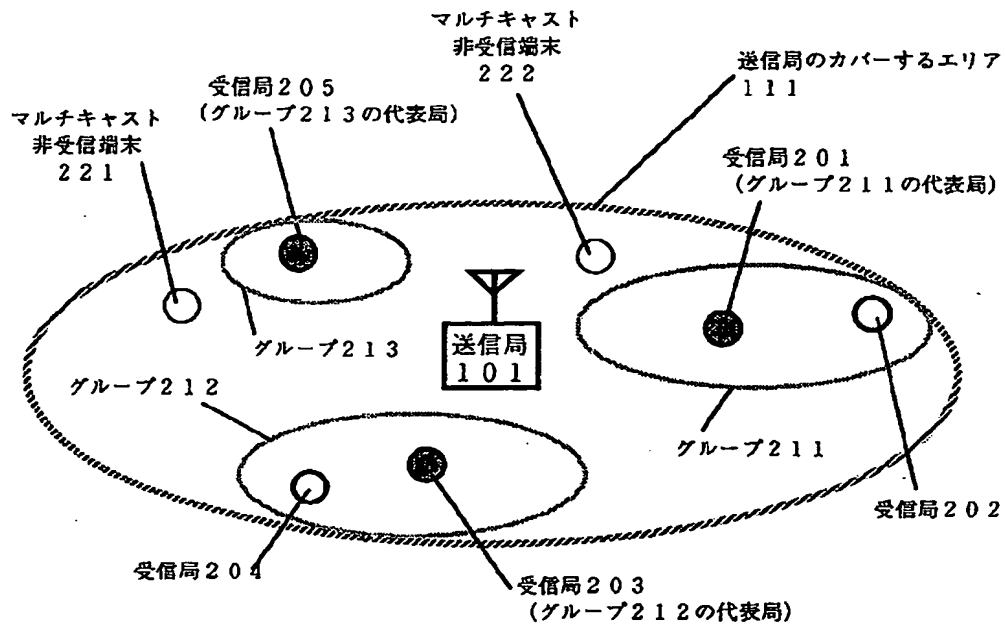 マルチキャスト
非受信端末
222
送信局のカバーするエリア
111
受信局205
(グループ213の代表局)
マルチキャスト
非受信端末
221
受信局201
(グループ211の代表局)
グループ213
送信局
101
グループ212
グループ211
受信局202
受信局204
受信局203
(グループ212の代表局)